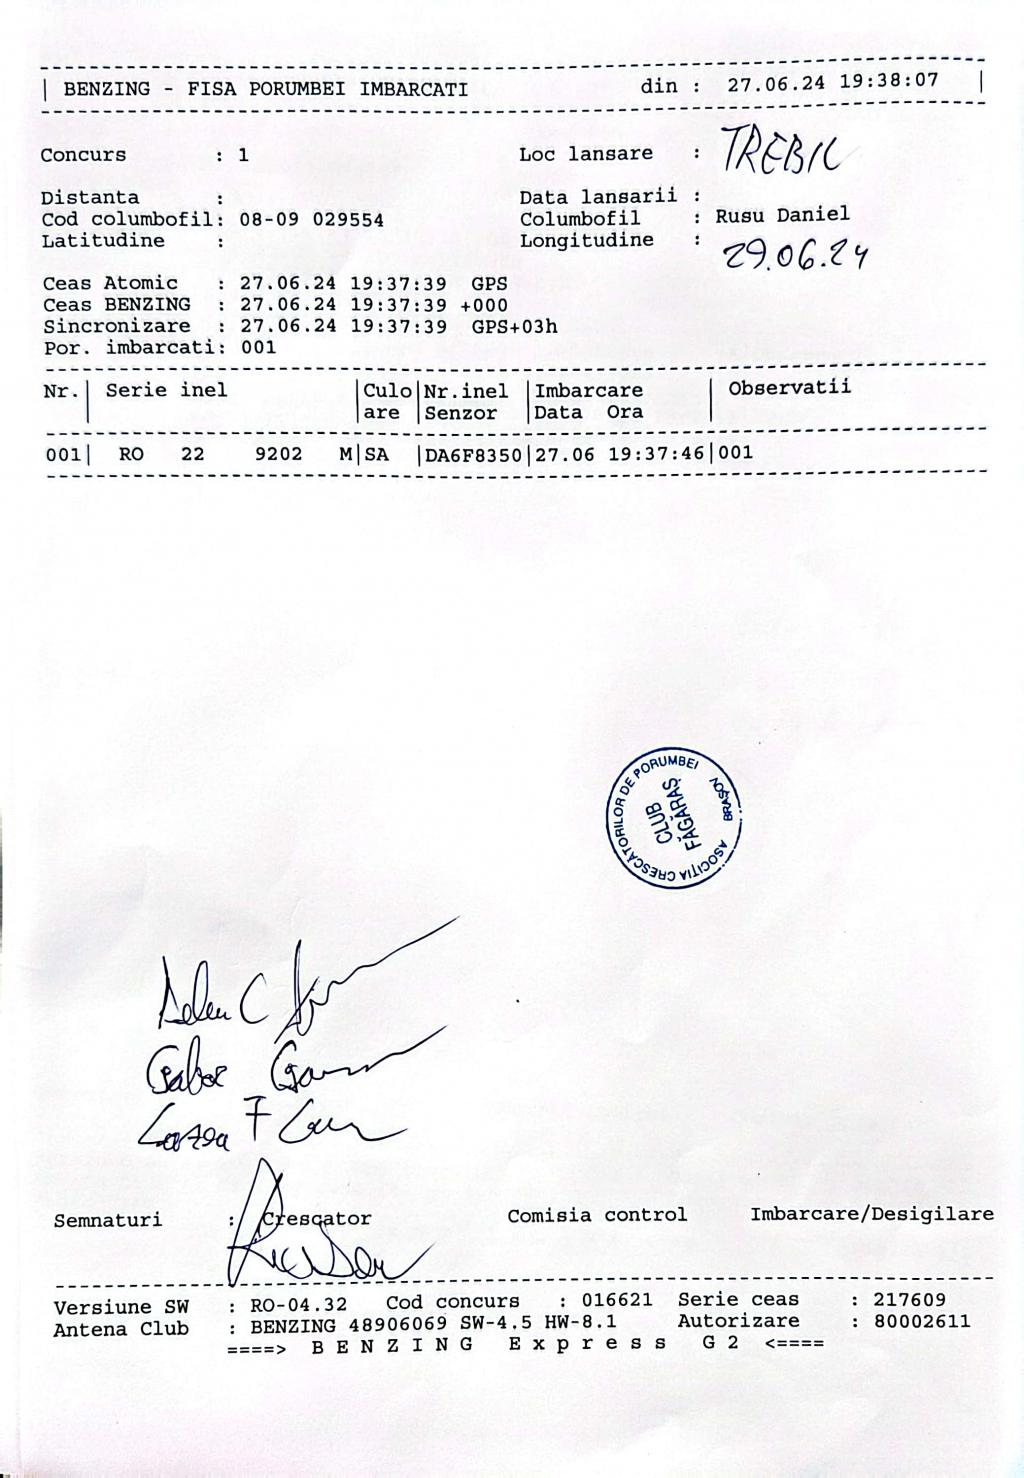 | BENZING - FISA PORUMBEI IMBARCATI din : 27.06.24 19:38:07 |
Concurs : 1 Loc lansare : TREBIC
Distanta : Data lansarii :
Cod columbofil: 08-09 029554 Columbofil : Rusu Daniel
Latitudine : Longitudine : 29.06.24
Ceas Atomic : 27.06.24 19:37:39 GPS
Ceas BENZING : 27.06.24 19:37:39 +000
Sincronizare : 27.06.24 19:37:39 GPS+03h
Por. imbarcati: 001
Nr.| Serie inel |Culo|Nr.inel |Imbarcare | Observatii
| |are |Senzor |Data Ora |
001| RO 22 9202 M|SA |DA6F8350|27.06 19:37:46|001
ASOCIȚIA CRESCĂTORILOR DE PORUMBEI BRAȘOV
CLUB
FĂGĂRAȘ
Gabor
Semnaturi : Crescator Comisia control Imbarcare/Desigilare
Versiune SW : RO-04.32 Cod concurs : 016621 Serie ceas : 217609
Antena Club : BENZING 48906069 SW-4.5 HW-8.1 Autorizare : 80002611
====> B E N Z I N G E x p r e s s G 2 <====